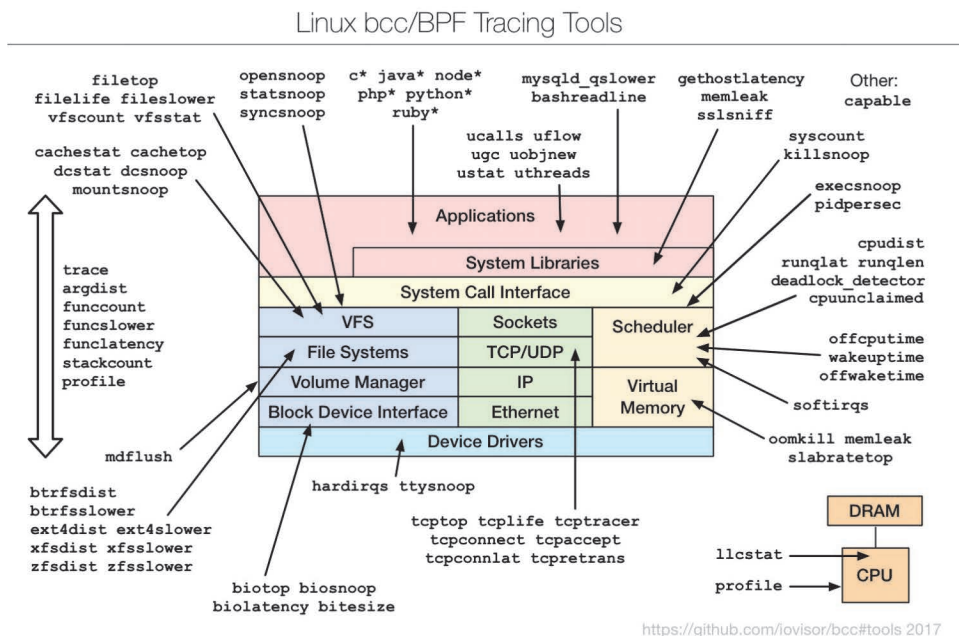 Linux bcc/BPF Tracing Tools
filetop
filelife fileslower
vfscount vfsstat
opensnoop
statsnoop
syncsnoop
c* java* node*
php* python*
ruby*
mysqld_qslower
bashreadline
gethostlatency
memleak
sslsniff
Other:
capable
cachestat cachetop
dcstat dcsnoop
mountsnoop
ucalls uflow
ugc uobjnew
ustat uthreads
syscount
killsnoop
execsnoop
pidpersec
trace
argdist
funccount
funcslower
funclatency
stackcount
profile
Applications
System Libraries
System Call Interface
VFS
Sockets
Scheduler
File Systems
TCP/UDP
Volume Manager
IP
Virtual
Memory
Block Device Interface
Ethernet
Device Drivers
cpudist
runqlat runqlen
deadlock_detector
cpuunclaimed
offcputime
wakeuptime
offwaketime
softirqs
oomkill memleak
slabratetop
mdflush
hardirqs ttysnoop
btrfsdist
btrfsslower
ext4dist ext4slower
xfsdist xfsslower
zfsdist zfsslower
tcptop tcplife tcptracer
tcpconnect tcpaccept
tcpconnlat tcpretrans
biotop biosnoop
biolatency bitesize
DRAM
llcstat
CPU
profile
https://github.com/iovisor/bcc#tools 2017